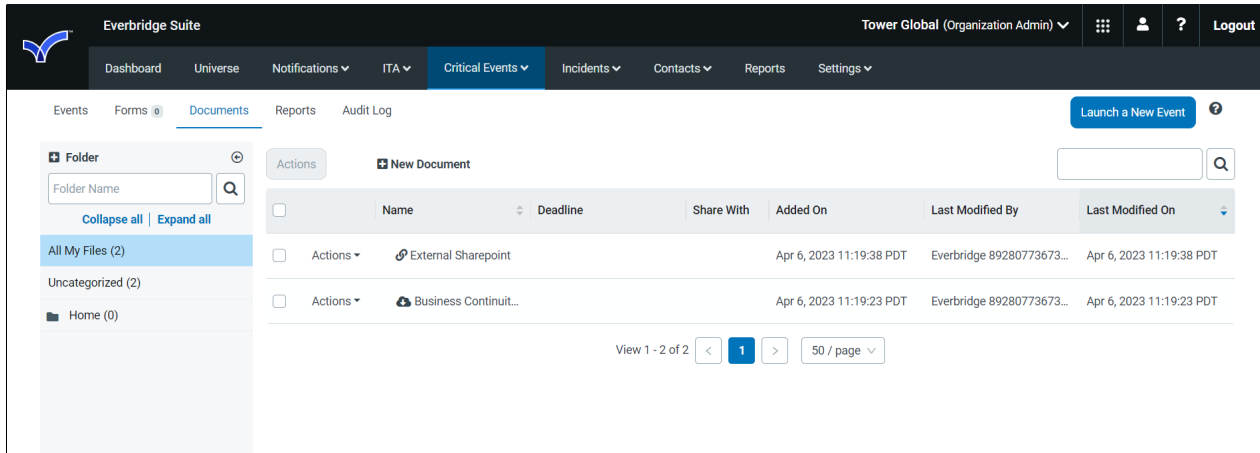 Everbridge Suite
Tower Global (Organization Admin)
?
Logout
Dashboard Universe Notifications ITA Critical Events Incidents Contacts Reports Settings
Events Forms 0 Documents Reports Audit Log
Launch a New Event
?
Folder
Actions
New Document
Folder Name
Collapse all | Expand all
Name Deadline Share With Added On Last Modified By Last Modified On
All My Files (2)
Actions External Sharepoint Apr 6, 2023 11:19:38 PDT Everbridge 89280773673... Apr 6, 2023 11:19:38 PDT
Uncategorized (2)
Actions Business Continuit... Apr 6, 2023 11:19:23 PDT Everbridge 89280773673... Apr 6, 2023 11:19:23 PDT
Home (0)
View 1 - 2 of 2 < 1 > 50 / page